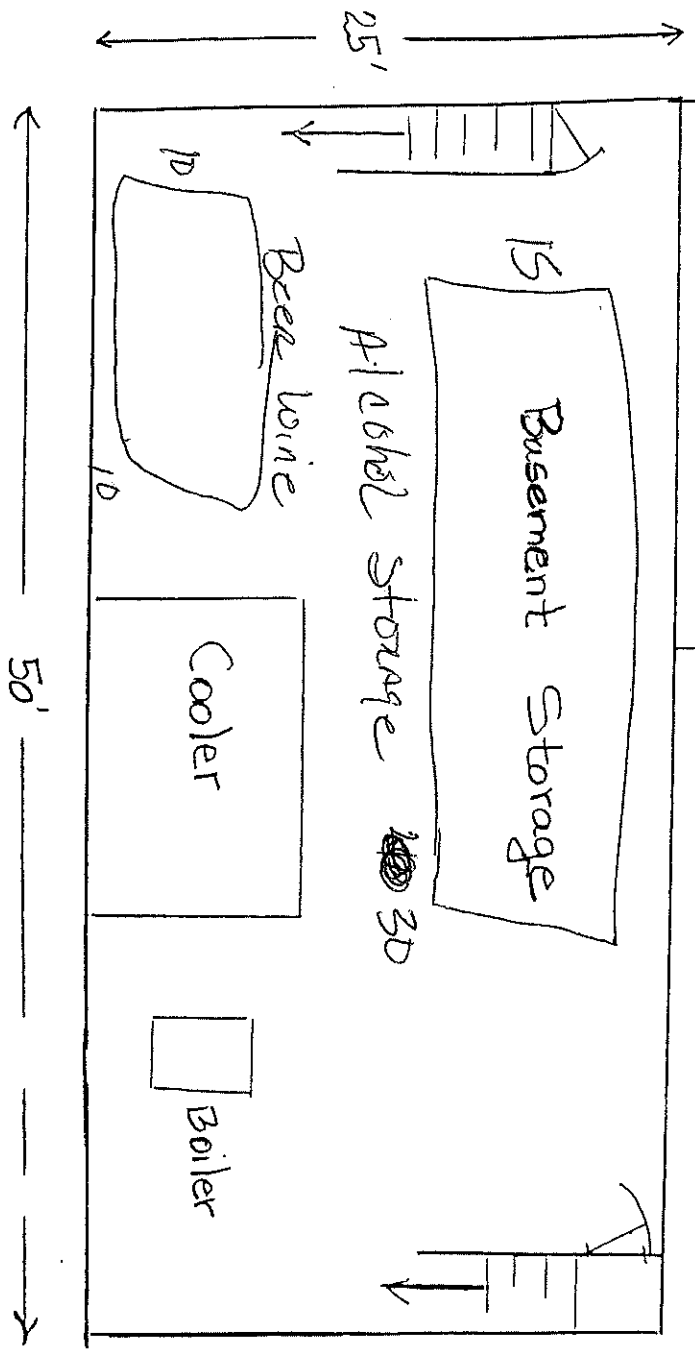 25'
15
Basement Storage
Alcohol Storage 30
10
Beer Wine
10
Cooler
Boiler
50'